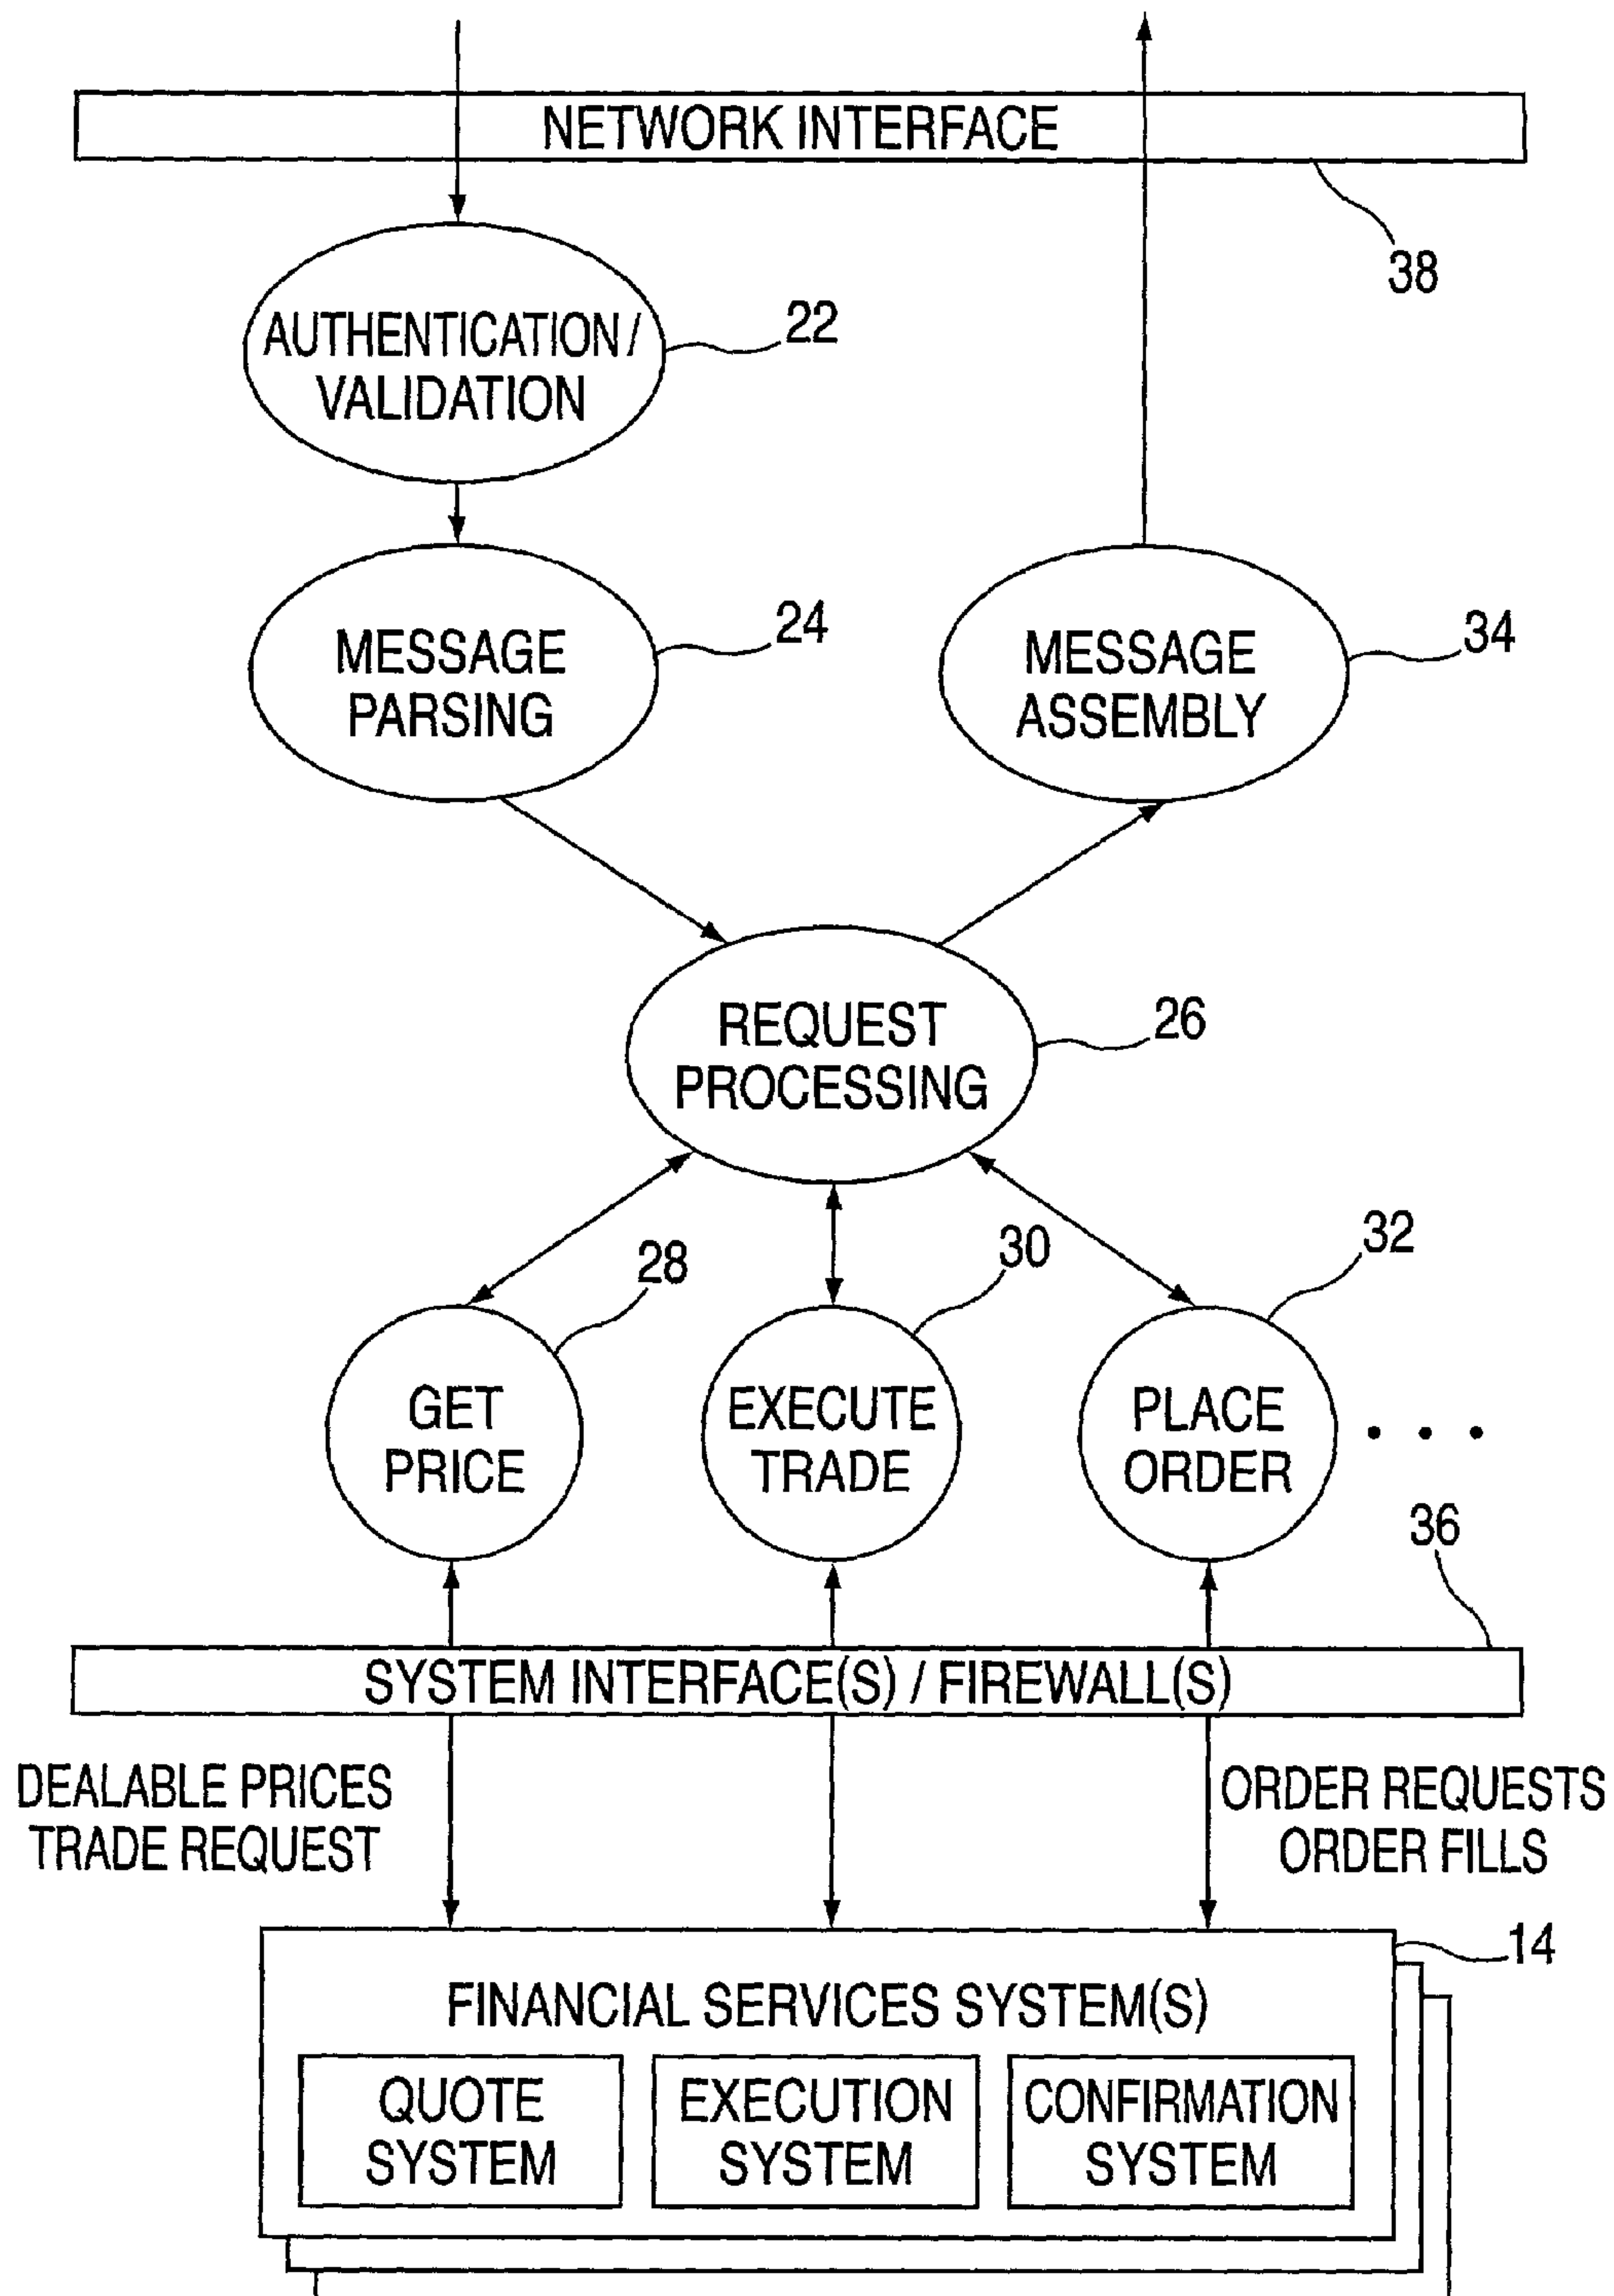 NETWORK INTERFACE
38
AUTHENTICATION/
VALIDATION
22
MESSAGE
PARSING
24
MESSAGE
ASSEMBLY
34
REQUEST
PROCESSING
26
28
30
32
GET
PRICE
EXECUTE
TRADE
PLACE
ORDER
. . .
36
SYSTEM INTERFACE(S) / FIREWALL(S)
DEALABLE PRICES
TRADE REQUEST
ORDER REQUESTS
ORDER FILLS
14
FINANCIAL SERVICES SYSTEM(S)
QUOTE
SYSTEM
EXECUTION
SYSTEM
CONFIRMATION
SYSTEM